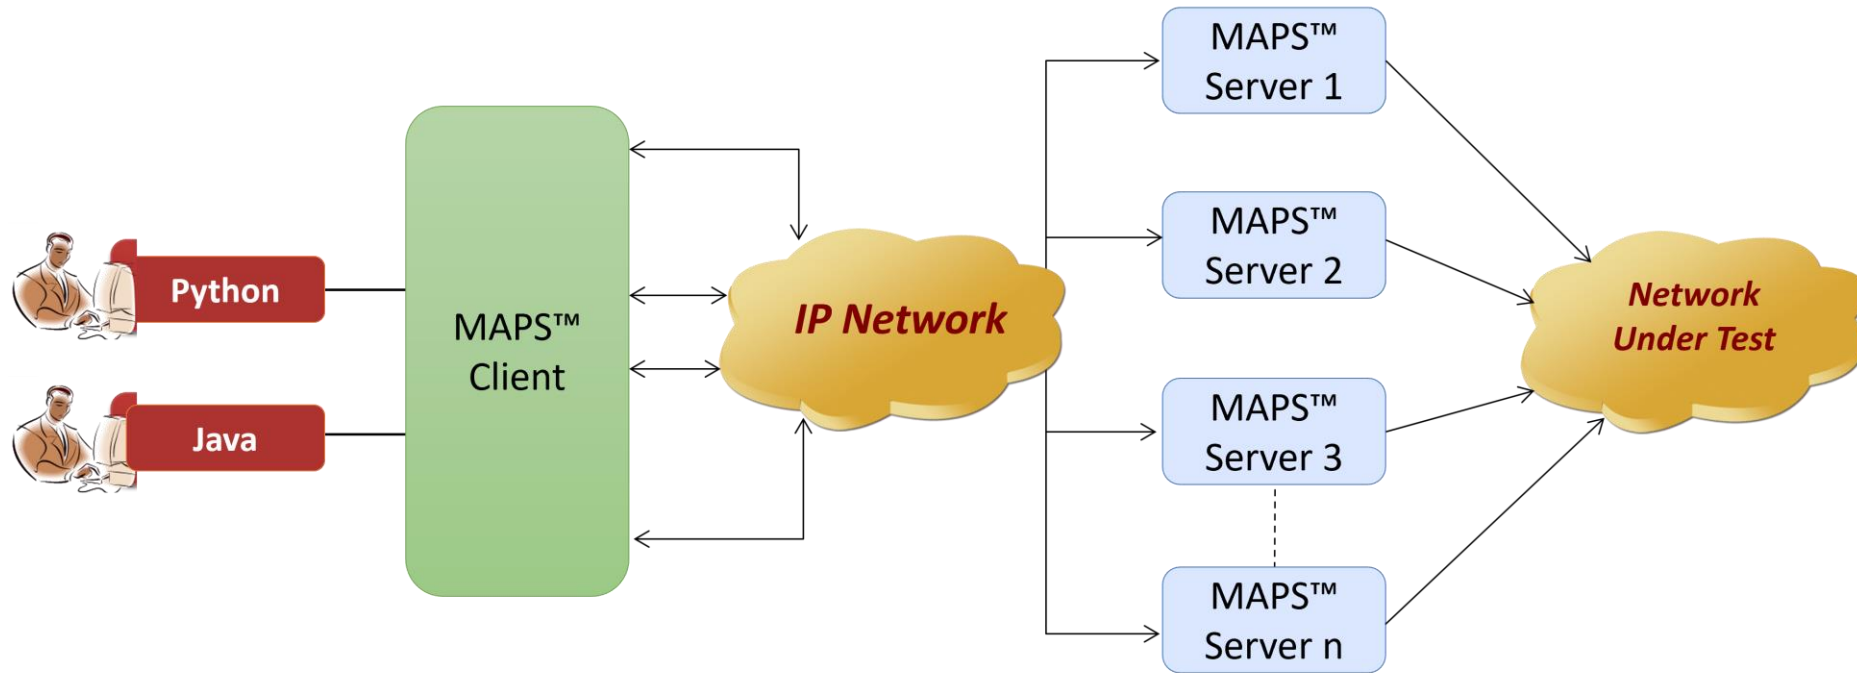 Python
Java
MAPS™
Client
IP Network
MAPS™
Server 1
MAPS™
Server 2
MAPS™
Server 3
MAPS™
Server n
Network
Under Test